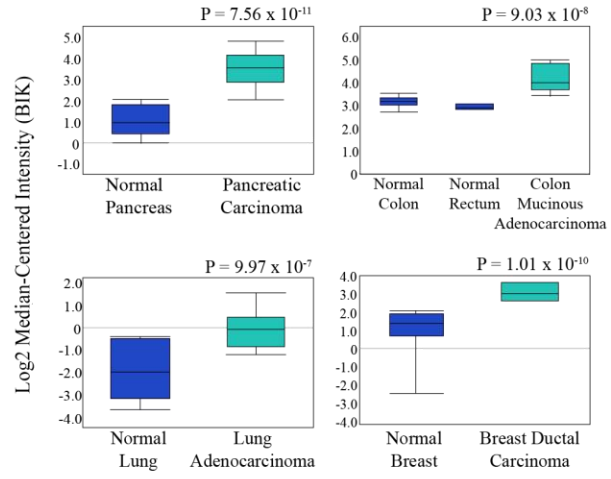 Log2 Median-Centered Intensity (BIK)
P = 7.56 x 10-11
5.0
4.0
3.0
2.0
1.0
0
-1.0
Normal
Pancreas
Pancreatic
Carcinoma
P = 9.03 x 10-8
6.0
5.0
4.0
3.0
2.0
1.0
0
Normal
Colon
Normal
Rectum
Colon
Mucinous
Adenocarcinoma
P = 9.97 x 10-7
2.0
1.0
0
-1.0
-2.0
-3.0
-4.0
Normal
Lung
Lung
Adenocarcinoma
P = 1.01 x 10-10
4.0
3.0
2.0
1.0
0
-1.0
-2.0
-3.0
-4.0
Normal
Breast
Breast Ductal
Carcinoma